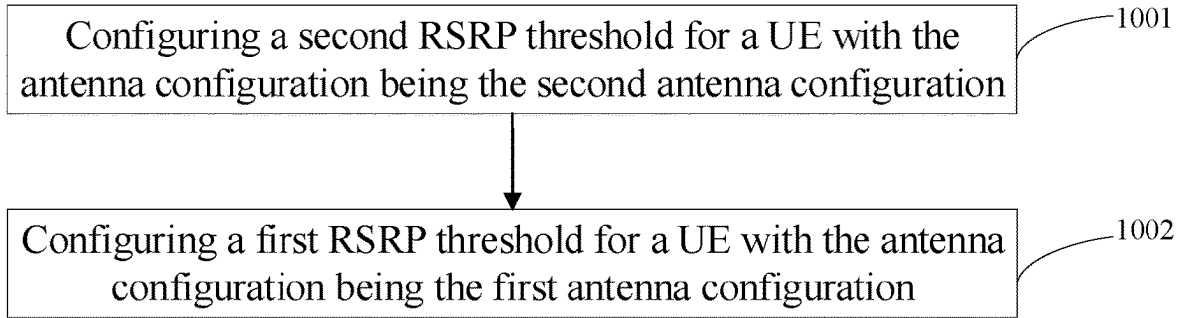 Configuring a second RSRP threshold for a UE with the
antenna configuration being the second antenna configuration
1001
Configuring a first RSRP threshold for a UE with the antenna
configuration being the first antenna configuration
1002